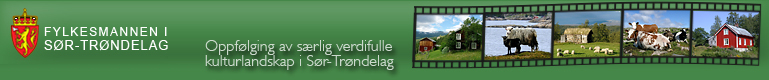 FYLKESMANNEN I
SØR-TRØNDELAG
Oppfølging av særlig verdifulle
kulturlandskap i Sør-Trøndelag